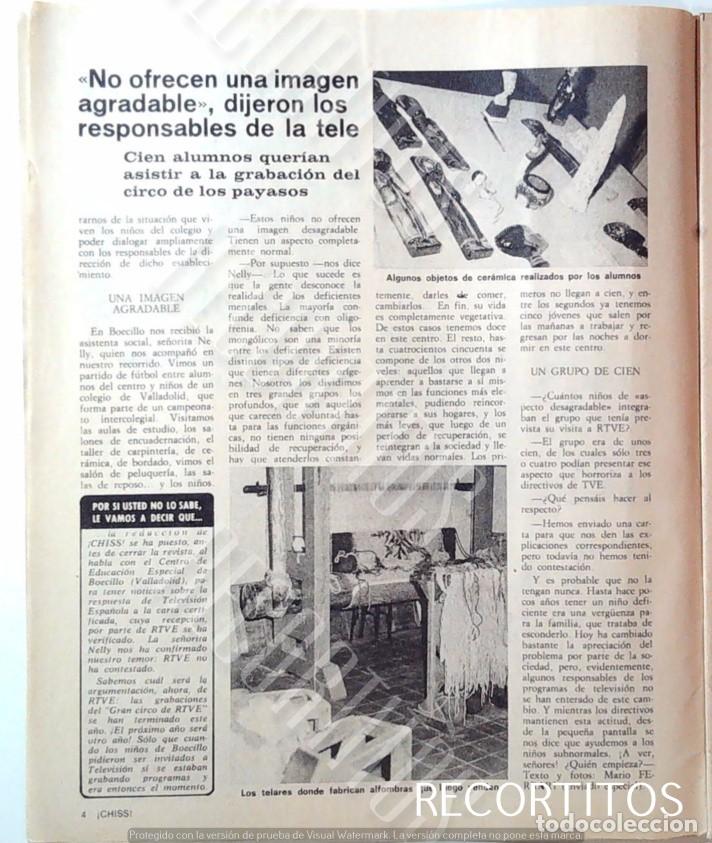 «No ofrecen una imagen
agradable», dijeron los
responsables de la tele
Cien alumnos querían
asistir a la grabación del
circo de los payasos
Algunos objetos de cerámica realizados por los alumnos
tarnos de la situación que vi-
ven los niños del colegio y
poder dialogar ampliamente
con los responsables de la di-
rección de dicho estableci-
miento.
UNA IMAGEN
AGRADABLE
En Boecillo nos recibió la
asistenta social, señorita Ne-
lly, quien nos acompañó en
nuestro recorrido. Vimos un
partido de fútbol entre alum-
nos del centro y niños de un
colegio de Valladolid, que
forma parte de un campeona-
to intercolegial. Visitamos
las aulas de estudio, los sa-
lones de encuadernación, el
taller de carpintería, de ce-
rámica, de bordado, vimos el
salón de peluquería, las sa-
las de reposo... y los niños.
POR SI USTED NO LO SABE,
LE VAMOS A DECIR QUE...
la redacción de
¡CHISS! se ha puesto, an-
tes de cerrar la revista, al
habla con el Centro de
Educación Especial de
Boecillo (Valladolid), pa-
ra tener noticias sobre la
respuesta de Televisión
Española a la carta certi-
ficada, cuya recepción,
por parte de RTVE se ha
verificado. La señorita
Nelly nos ha confirmado
nuestro temor: RTVE no
ha contestado.
Sabemos cuál será la
argumentación, ahora, de
RTVE: las grabaciones
del "Gran circo de RTVE"
se han terminado este
año. ¡El próximo año será
otro año! Sólo que cuan-
do los niños de Boecillo
pidieron ser invitados a
Televisión sí se estaban
grabando programas y
era entonces el momento.
—Estos niños no ofrecen
una imagen desagradable.
Tienen un aspecto completa-
mente normal.
—Por supuesto —nos dice
Nelly—. Lo que sucede es
que la gente desconoce la
realidad de los deficientes
mentales. La mayoría con-
funde deficiencia con oligo-
frenia. No saben que los
mongólicos son una minoría
entre los deficientes. Existen
distintos tipos de deficiencia
que tienen diferentes oríge-
nes. Nosotros los dividimos
en tres grandes grupos: los
profundos, que son aquellos
que carecen de voluntad has-
ta para las funciones orgáni-
cas, no tienen ninguna po-
sibilidad de recuperación, y
hay que atenderlos constan-
temente, darles de comer,
cambiarlos... En fin, su vida
es completamente vegetativa.
De estos casos tenemos doce
en este centro. El resto, has-
ta cuatrocientos cincuenta se
compone de los otros dos ni-
veles: aquellos que llegan a
aprender a bastarse a sí mis-
mos en las funciones más ele-
mentales, pudiendo reincor-
porarse a sus hogares, y los
más leves, que luego de un
período de recuperación, se
reintegran a la sociedad y lle-
van vidas normales. Los pri-
meros no llegan a cien, y en-
tre los segundos ya tenemos
cinco jóvenes que salen por
las mañanas a trabajar y re-
gresan por las noches a dor-
mir en este centro.
UN GRUPO DE CIEN
—¿Cuántos niños de «as-
pecto desagradable» integra-
ban el grupo que tenía pre-
vista su visita a RTVE?
—El grupo era de unos
cien, de los cuales sólo tres
o cuatro podían presentar ese
aspecto que horroriza a los
directivos de TVE.
—¿Qué pensáis hacer al
respecto?
—Hemos enviado una car-
ta para que nos den las ex-
plicaciones correspondientes,
pero todavía no hemos teni-
do contestación.
Y es probable que no la
tengan nunca. Hasta hace po-
cos años tener un niño defi-
ciente era una vergüenza pa-
ra la familia, que trataba de
esconderlo. Hoy ha cambiado
bastante la apreciación del
problema por parte de la so-
ciedad, pero, evidentemente,
algunos responsables de los
programas de televisión no
se han enterado de este cam-
bio. Y mientras los directivos
mantienen esta actitud, des-
de la pequeña pantalla se
nos dice que ayudemos a los
niños subnormales. ¡A ver,
señores! ¿Quién empieza?—
Texto y fotos: Mario FE-
(enviado especial).
Los telares donde fabrican alfombras que luego venden
4 ¡CHISS!
RECORTITOS
todocoleccion
Protegido con la versión de prueba de Visual Watermark. La versión completa no pone esta marca.